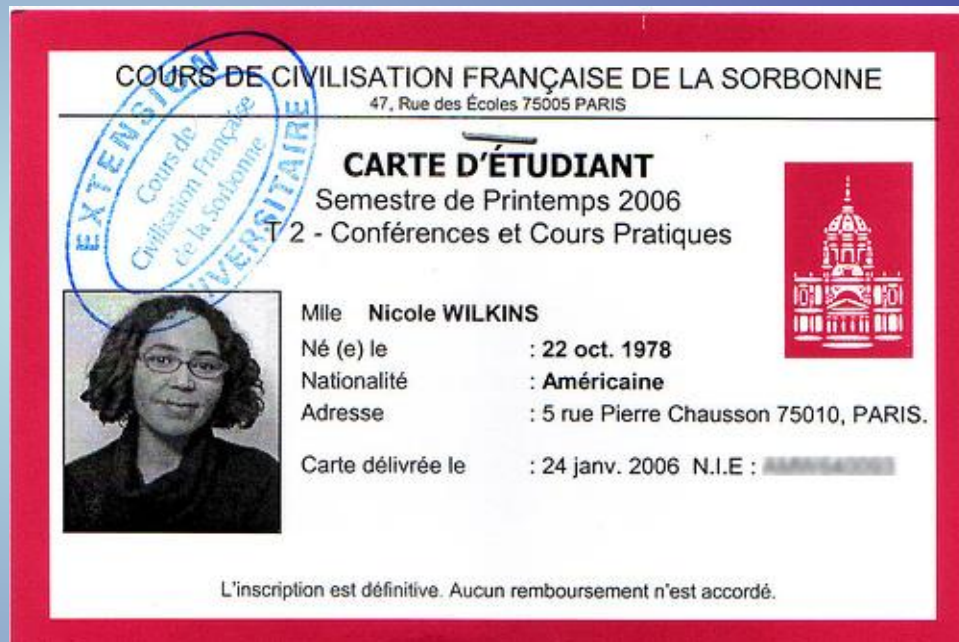 COURS DE CIVILISATION FRANÇAISE DE LA SORBONNE
47, Rue des Écoles 75005 PARIS
EXTENSION
UNIVERSITAIRE
Cours de
Civilisation Française
de la Sorbonne
CARTE D'ÉTUDIANT
Semestre de Printemps 2006
T 2 - Conférences et Cours Pratiques
Mlle Nicole WILKINS
Né (e) le : 22 oct. 1978
Nationalité : Américaine
Adresse : 5 rue Pierre Chausson 75010, PARIS.
Carte délivrée le : 24 janv. 2006 N.I.E :
L'inscription est définitive. Aucun remboursement n'est accordé.